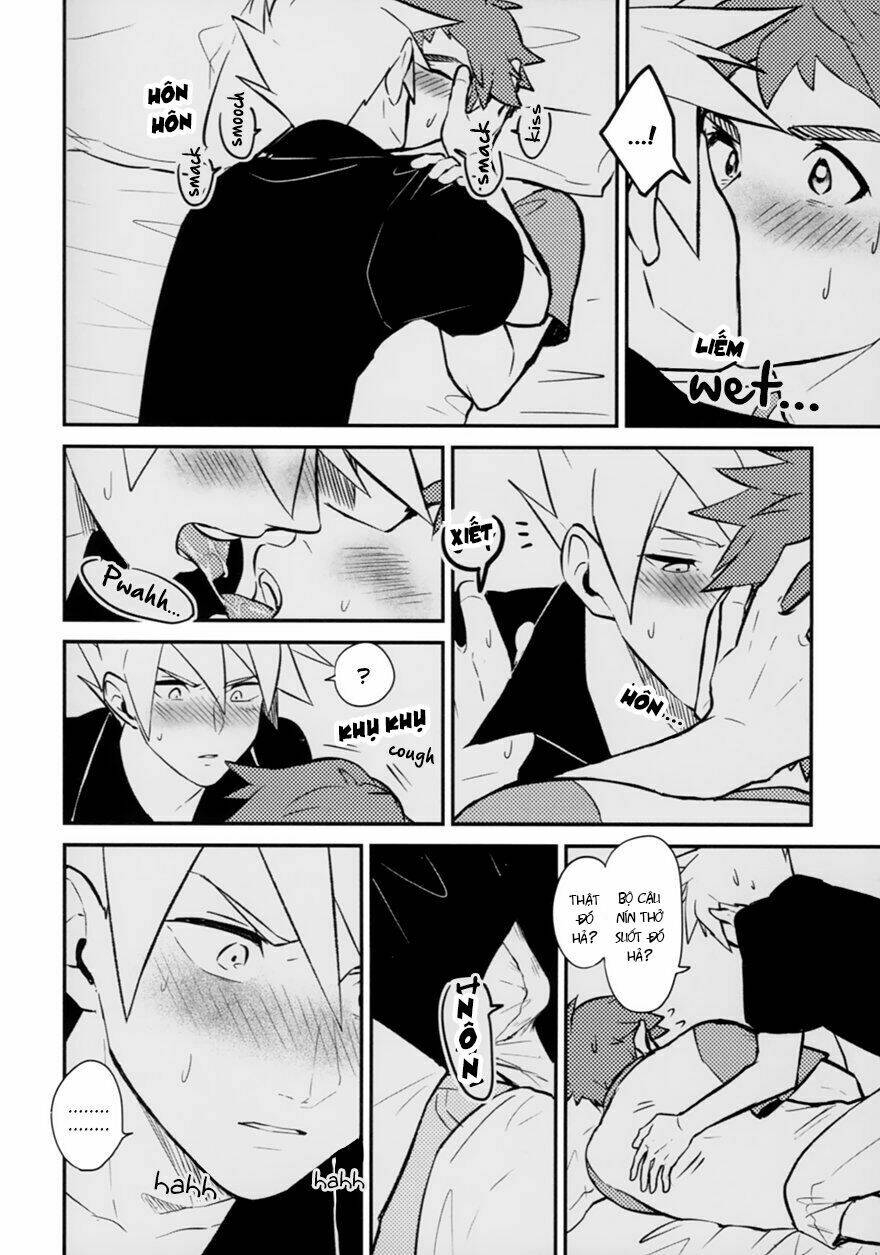 ...!
LIẾM
wet...
HÔN
HÔN
smooch
smack
smack
kiss
XIẾT
HÔN...
Pwahh...
?
KHỤ KHỤ
cough
BỘ CẬU
NÍN THỞ
SUỐT ĐÓ
HẢ?
THẬT
ĐÓ
HẢ?
NÔN
.........
.........
hahh
hahh